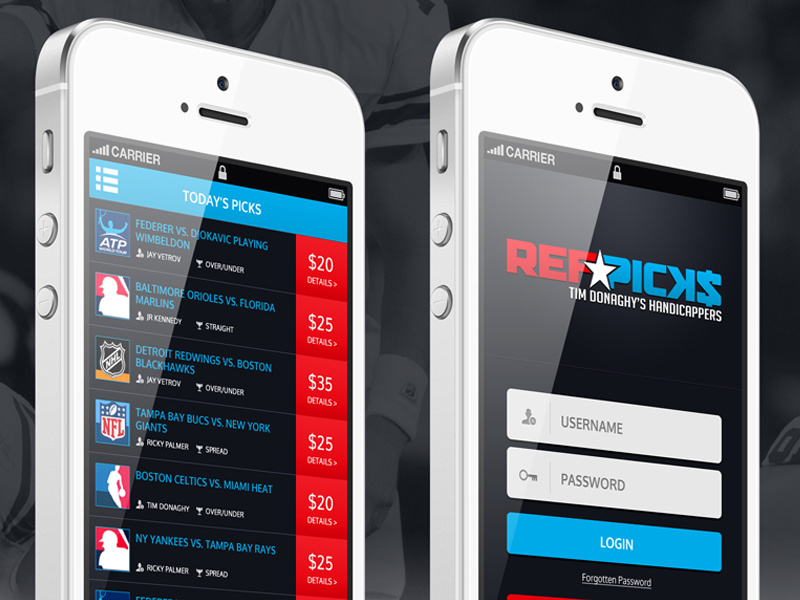 CARRIER
TODAY'S PICKS
ATP
WORLD TOUR
FEDERER VS. DJOKAVIC PLAYING
WIMBELDON
JAY VETROV OVER/UNDER
$20
DETAILS >
BALTIMORE ORIOLES VS. FLORIDA
MARLINS
JR KENNEDY STRAIGHT
$25
DETAILS >
NHL
DETROIT REDWINGS VS. BOSTON
BLACKHAWKS
JAY VETROV OVER/UNDER
$35
DETAILS >
NFL
TAMPA BAY BUCS VS. NEW YORK
GIANTS
RICKY PALMER SPREAD
$25
DETAILS >
BOSTON CELTICS VS. MIAMI HEAT
TIM DONAGHY OVER/UNDER
$20
DETAILS >
NY YANKEES VS. TAMPA BAY RAYS
RICKY PALMER SPREAD
$25
DETAILS >
CARRIER
REF PICK$
TIM DONAGHY'S HANDICAPPERS
USERNAME
PASSWORD
LOGIN
Forgotten Password